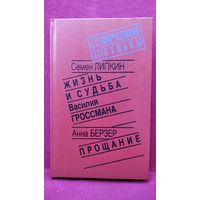 ВРЕМЯ
СУДЬБЫ
Семен ЛИПКИН
ЖИЗНЬ
И СУДЬБА
Василия
ГРОССМАНА
Анна БЕРЗЕР
ПРОЩАНИЕ